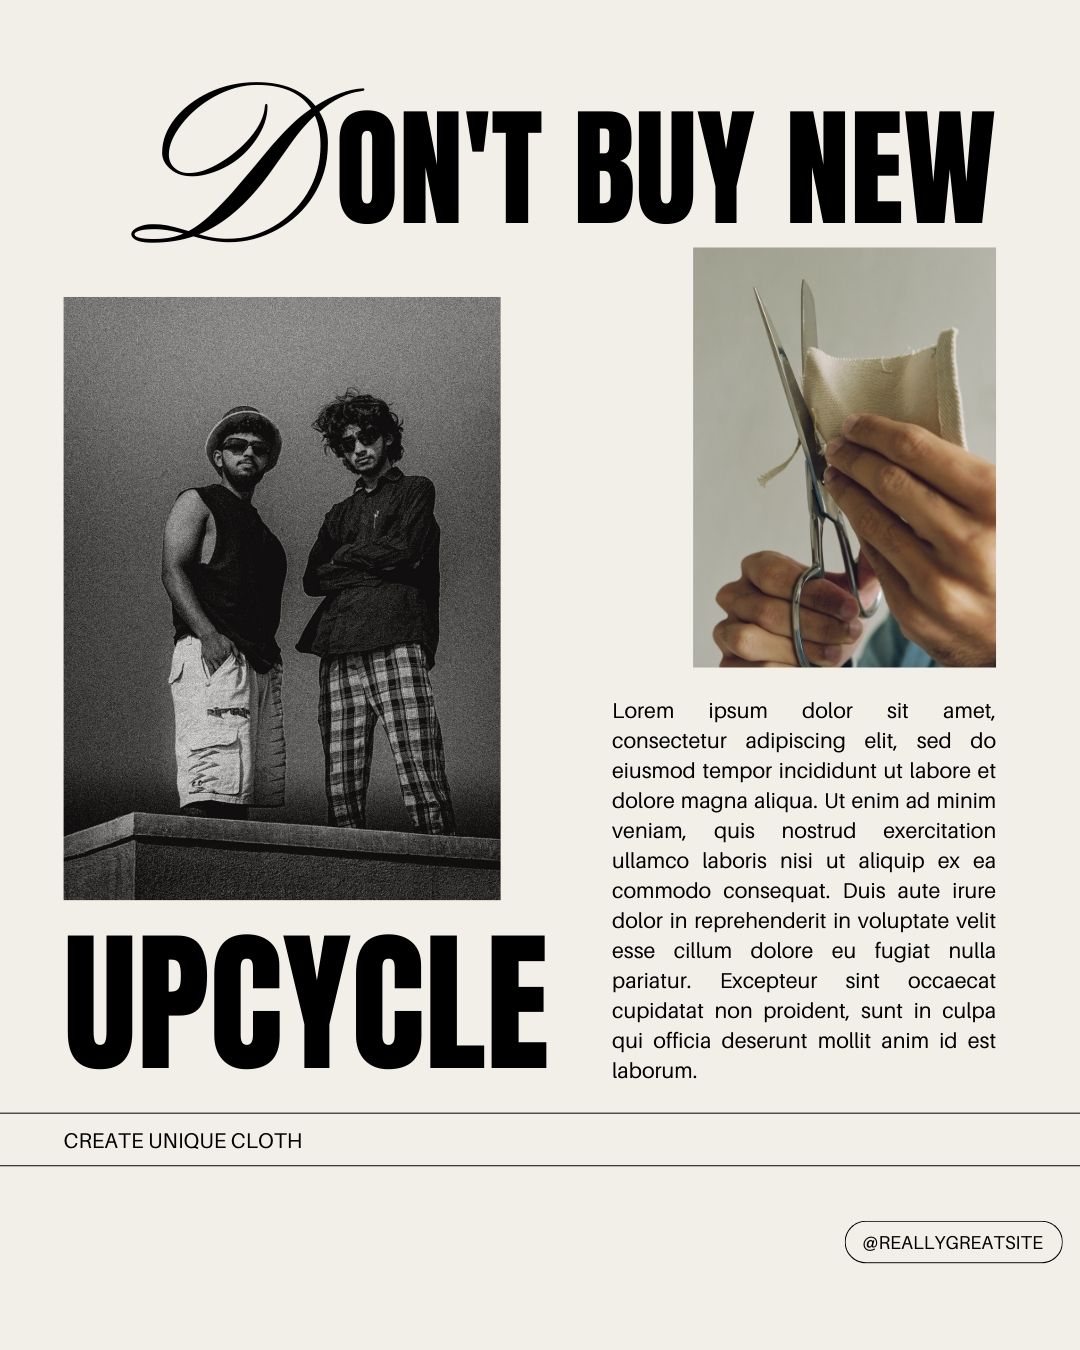 DON'T BUY NEW
UPCYCLE
Lorem ipsum dolor sit amet,
consectetur adipiscing elit, sed do
eiusmod tempor incididunt ut labore et
dolore magna aliqua. Ut enim ad minim
veniam, quis nostrud exercitation
ullamco laboris nisi ut aliquip ex ea
commodo consequat. Duis aute irure
dolor in reprehenderit in voluptate velit
esse cillum dolore eu fugiat nulla
pariatur. Excepteur sint occaecat
cupidatat non proident, sunt in culpa
qui officia deserunt mollit anim id est
laborum.
CREATE UNIQUE CLOTH
@REALLYGREATSITE